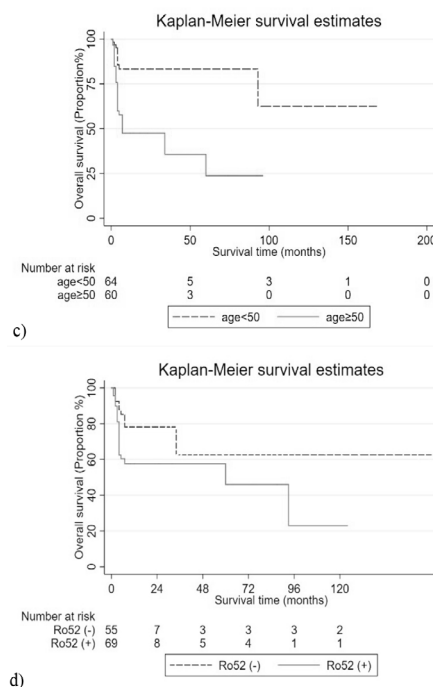 Kaplan-Meier survival estimates
Overall survival (Proportion%)
100
75
50
25
0
0 50 100 150 200
Survival time (months)
Number at risk
age<50 64 5 3 1 0
age≥50 60 3 0 0 0
age<50 age≥50
c)
Kaplan-Meier survival estimates
Overall survival (Proportion %)
100
80
60
40
20
0
0 24 48 72 96 120
Survival time (months)
Number at risk
Ro52 (-) 55 7 3 3 3 2
Ro52 (+) 69 8 5 4 1 1
Ro52 (-) Ro52 (+)
d)